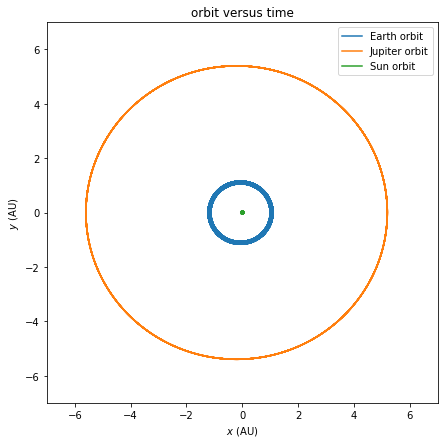 orbit versus time
Earth orbit
Jupiter orbit
Sun orbit
6
4
2
0
−2
−4
−6
y (AU)
−6 −4 −2 0 2 4 6
x (AU)